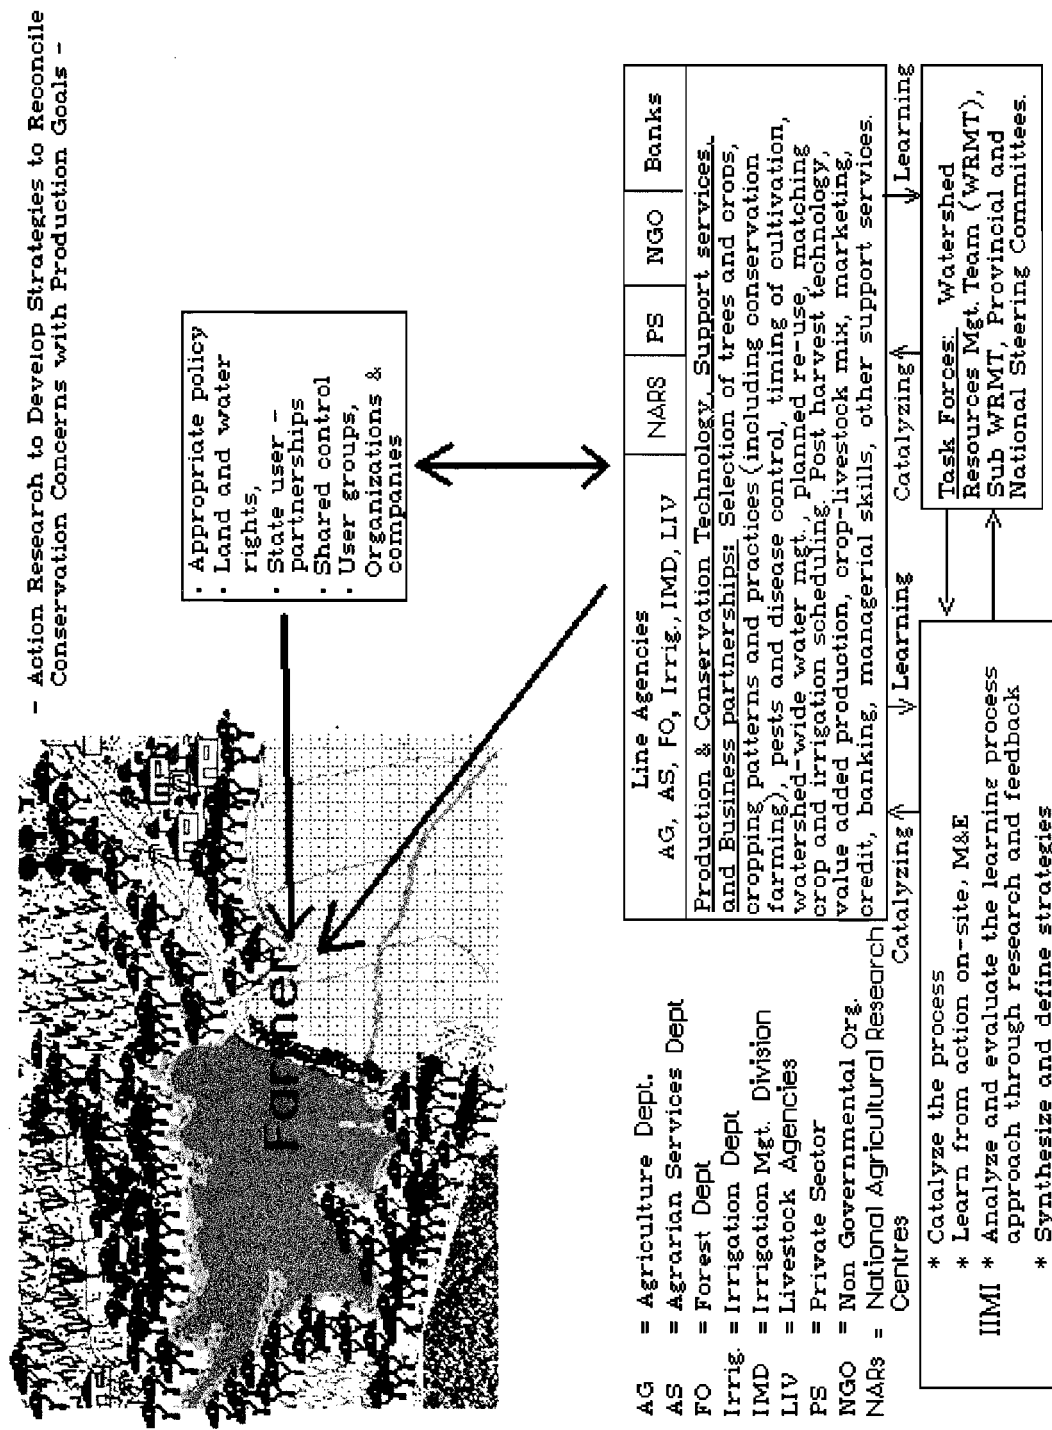 - Action Research to Develop Strategies to Reconcile
Conservation Concerns with Production Goals -
Farmer
· Appropriate policy
· Land and water
rights,
· State user -
partnerships
· Shared control
· User groups,
Organizations &
companies
AG = Agriculture Dept.
AS = Agrarian Services Dept
FO = Forest Dept
Irrig. = Irrigation Dept
IMD = Irrigation Mgt. Division
LIV = Livestock Agencies
PS = Private Sector
NGO = Non Governmental Org.
NARs = National Agricultural Research
Centres
Line Agencies
AG, AS, FO, Irrig., IMD, LIV
NARS
PS
NGO
Banks
Production & Conservation Technology, Support services,
and Business partnerships: Selection of trees and crops,
cropping patterns and practices (including conservation
farming), pests and disease control, timing of cultivation,
watershed-wide water mgt., planned re-use, matching
crop and irrigation scheduling. Post harvest technology,
value added production, crop-livestock mix, marketing,
credit, banking, managerial skills, other support services.
Catalyzing
Learning
Catalyzing
Learning
IIMI
* Catalyze the process
* Learn from action on-site, M&E
* Analyze and evaluate the learning process
approach through research and feedback
* Synthesize and define strategies
Task Forces: Watershed
Resources Mgt. Team (WRMT),
Sub WRMT, Provincial and
National Steering Committees.